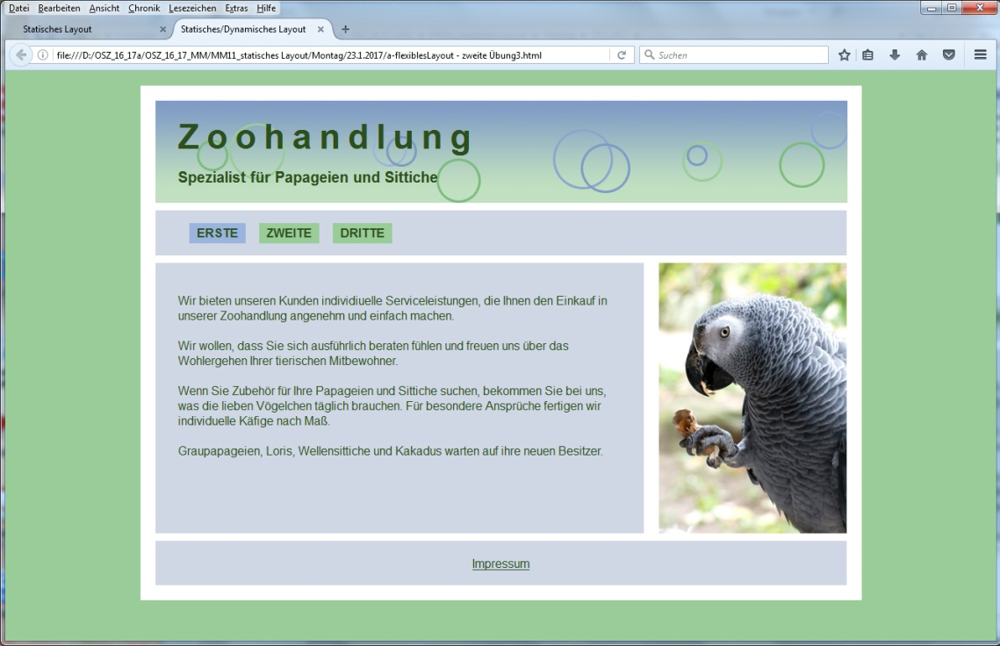 Datei Bearbeiten Ansicht Chronik Lesezeichen Extras Hilfe
Statisches Layout
Statisches/Dynamisches Layout
file:///D:/OSZ_16_17a/OSZ_16_17_MM/MM11_statisches Layout/Montag/23.1.2017/a-flexiblesLayout - zweite Übung3.html
Suchen
Zoohandlung
Spezialist für Papageien und Sittiche
ERSTE ZWEITE DRITTE
Wir bieten unseren Kunden individiuelle Serviceleistungen, die Ihnen den Einkauf in
unserer Zoohandlung angenehm und einfach machen.
Wir wollen, dass Sie sich ausführlich beraten fühlen und freuen uns über das
Wohlergehen Ihrer tierischen Mitbewohner.
Wenn Sie Zubehör für Ihre Papageien und Sittiche suchen, bekommen Sie bei uns,
was die lieben Vögelchen täglich brauchen. Für besondere Ansprüche fertigen wir
individuelle Käfige nach Maß.
Graupapageien, Loris, Wellensittiche und Kakadus warten auf ihre neuen Besitzer.
Impressum